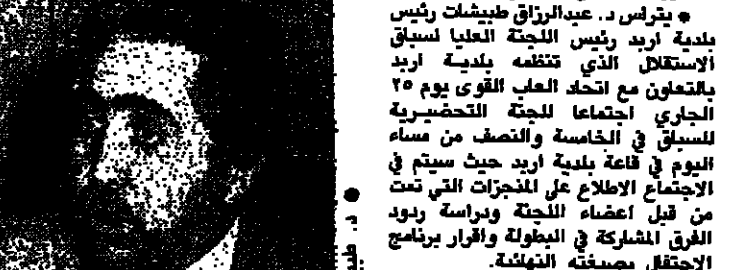 ● يتراس د. عبدالرزاق طبيشات رئيس
بلدية اربد رئيس اللجنة العليا لسباق
الاستقلال الذي تنظمه بلدية اربد
بالتعاون مع اتحاد العاب القوى يوم ٢٥
الجاري اجتماعا للجنة التحضيرية
للسباق في الخامسة والنصف من مساء
اليوم في قاعة بلدية اربد حيث سيتم في
الاجتماع الاطلاع على المنجزات التي تمت
من قبل اعضاء اللجنة ودراسة ردود
الفرق المشاركة في البطولة واقرار برنامج
الاحتفال بصيغته النهائية.
● د.